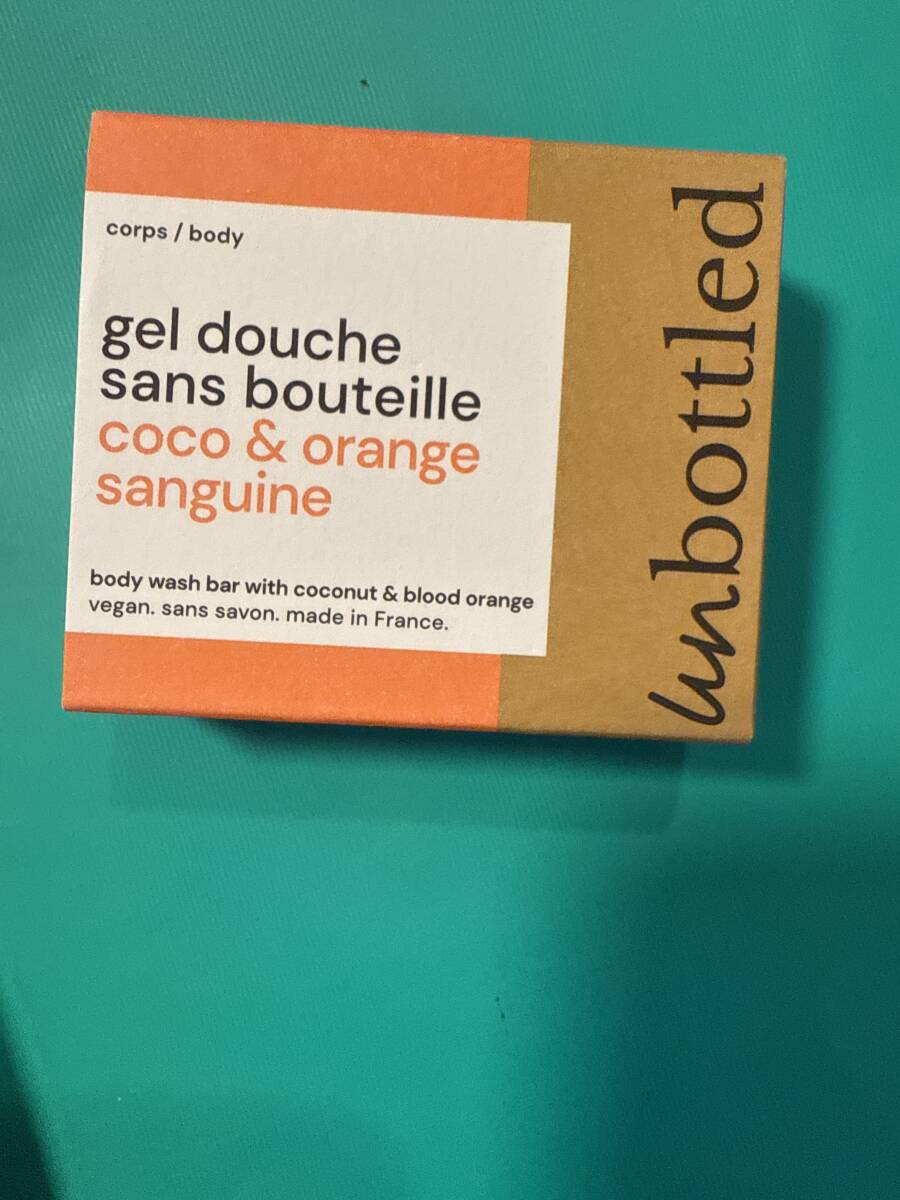 corps / body
gel douche
sans bouteille
coco & orange
sanguine
body wash bar with coconut & blood orange
vegan. sans savon. made in France.
unbottled